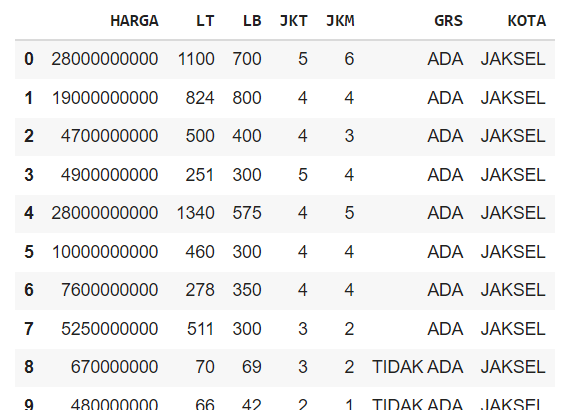 HARGA LT LB JKT JKM GRS KOTA
0 28000000000 1100 700 5 6 ADA JAKSEL
1 19000000000 824 800 4 4 ADA JAKSEL
2 4700000000 500 400 4 3 ADA JAKSEL
3 4900000000 251 300 5 4 ADA JAKSEL
4 28000000000 1340 575 4 5 ADA JAKSEL
5 10000000000 460 300 4 4 ADA JAKSEL
6 7600000000 278 350 4 4 ADA JAKSEL
7 5250000000 511 300 3 2 ADA JAKSEL
8 670000000 70 69 3 2 TIDAK ADA JAKSEL
9 480000000 66 42 2 1 TIDAK ADA JAKSEL